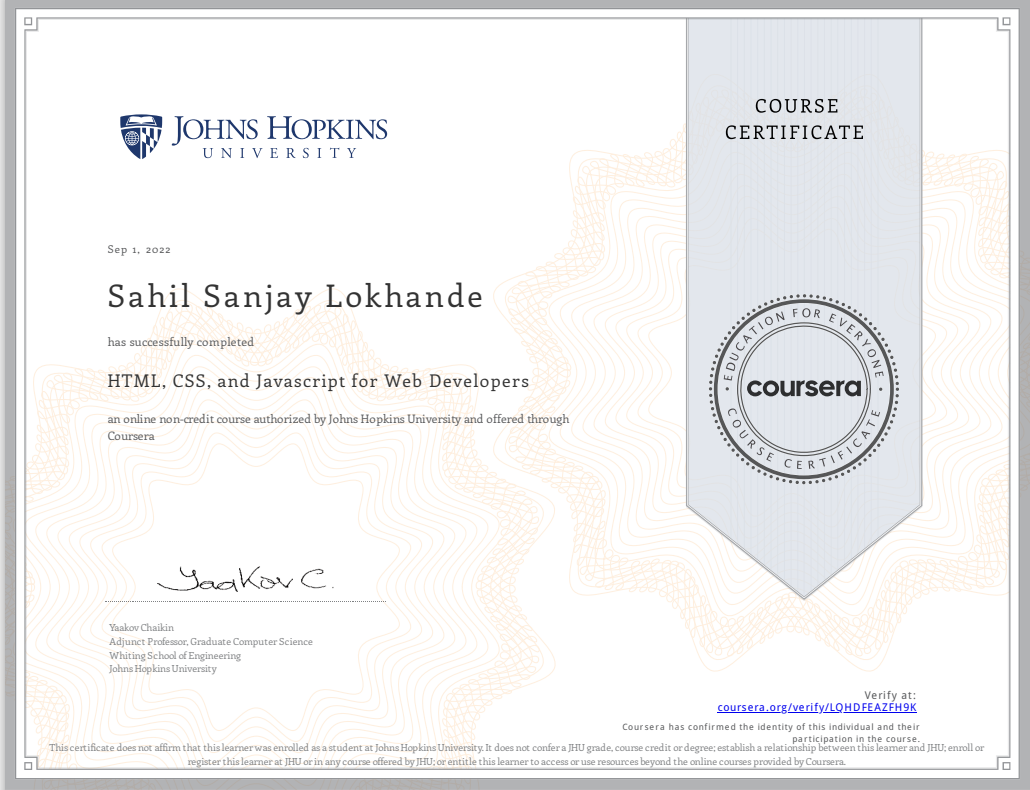 COURSE
CERTIFICATE
JOHNS HOPKINS
UNIVERSITY
Sep 1, 2022
Sahil Sanjay Lokhande
has successfully completed
HTML, CSS, and Javascript for Web Developers
an online non-credit course authorized by Johns Hopkins University and offered through
Coursera
EDUCATION FOR EVERYONE
coursera
COURSE CERTIFICATE
Yaakov C.
Yaakov Chaikin
Adjunct Professor, Graduate Computer Science
Whiting School of Engineering
Johns Hopkins University
Verify at:
coursera.org/verify/LQHDFEAZFH9K
Coursera has confirmed the identity of this individual and their
participation in the course.
This certificate does not affirm that this learner was enrolled as a student at Johns Hopkins University. It does not confer a JHU grade, course credit or degree; establish a relationship between this learner and JHU; enroll or
register this learner at JHU or in any course offered by JHU; or entitle this learner to access or use resources beyond the online courses provided by Coursera.